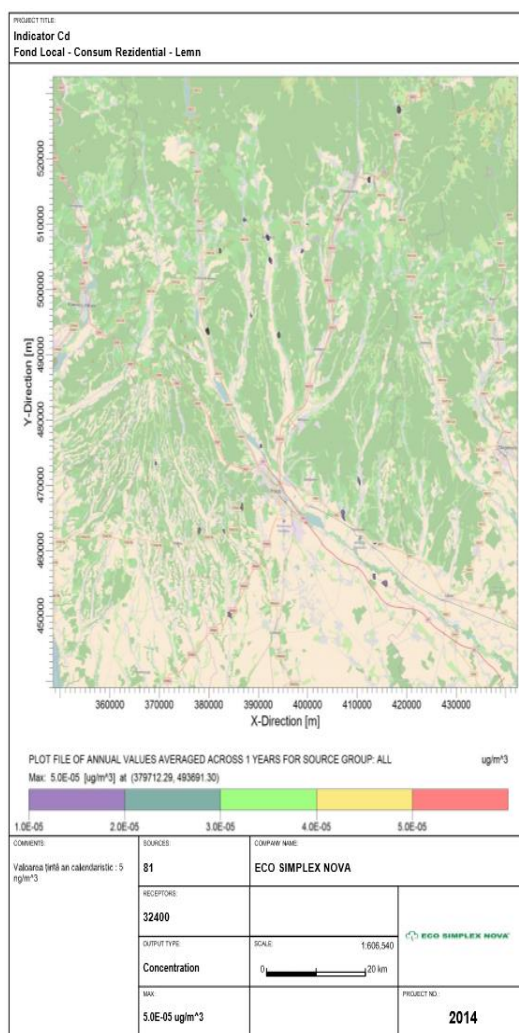 PROJECT TITLE:
Indicator Cd
Fond Local - Consum Rezidential - Lemn
Y-Direction [m]
520000
510000
500000
490000
480000
470000
460000
450000
360000 370000 380000 390000 400000 410000 420000 430000
X-Direction [m]
PLOT FILE OF ANNUAL VALUES AVERAGED ACROSS 1 YEARS FOR SOURCE GROUP: ALL
ug/m^3
Max: 5.0E-05 [ug/m^3] at (379712.29, 493691.30)
1.0E-05 2.0E-05 3.0E-05 4.0E-05 5.0E-05
COMMENTS:
Valoarea țintă an calendaristic : 5
ng/m^3
SOURCES:
81
COMPANY NAME:
ECO SIMPLEX NOVA
RECEPTORS:
32400
OUTPUT TYPE:
Concentration
SCALE:
1:606,540
0 20 km
ECO SIMPLEX NOVA
MAX:
5.0E-05 ug/m^3
PROJECT NO.:
2014